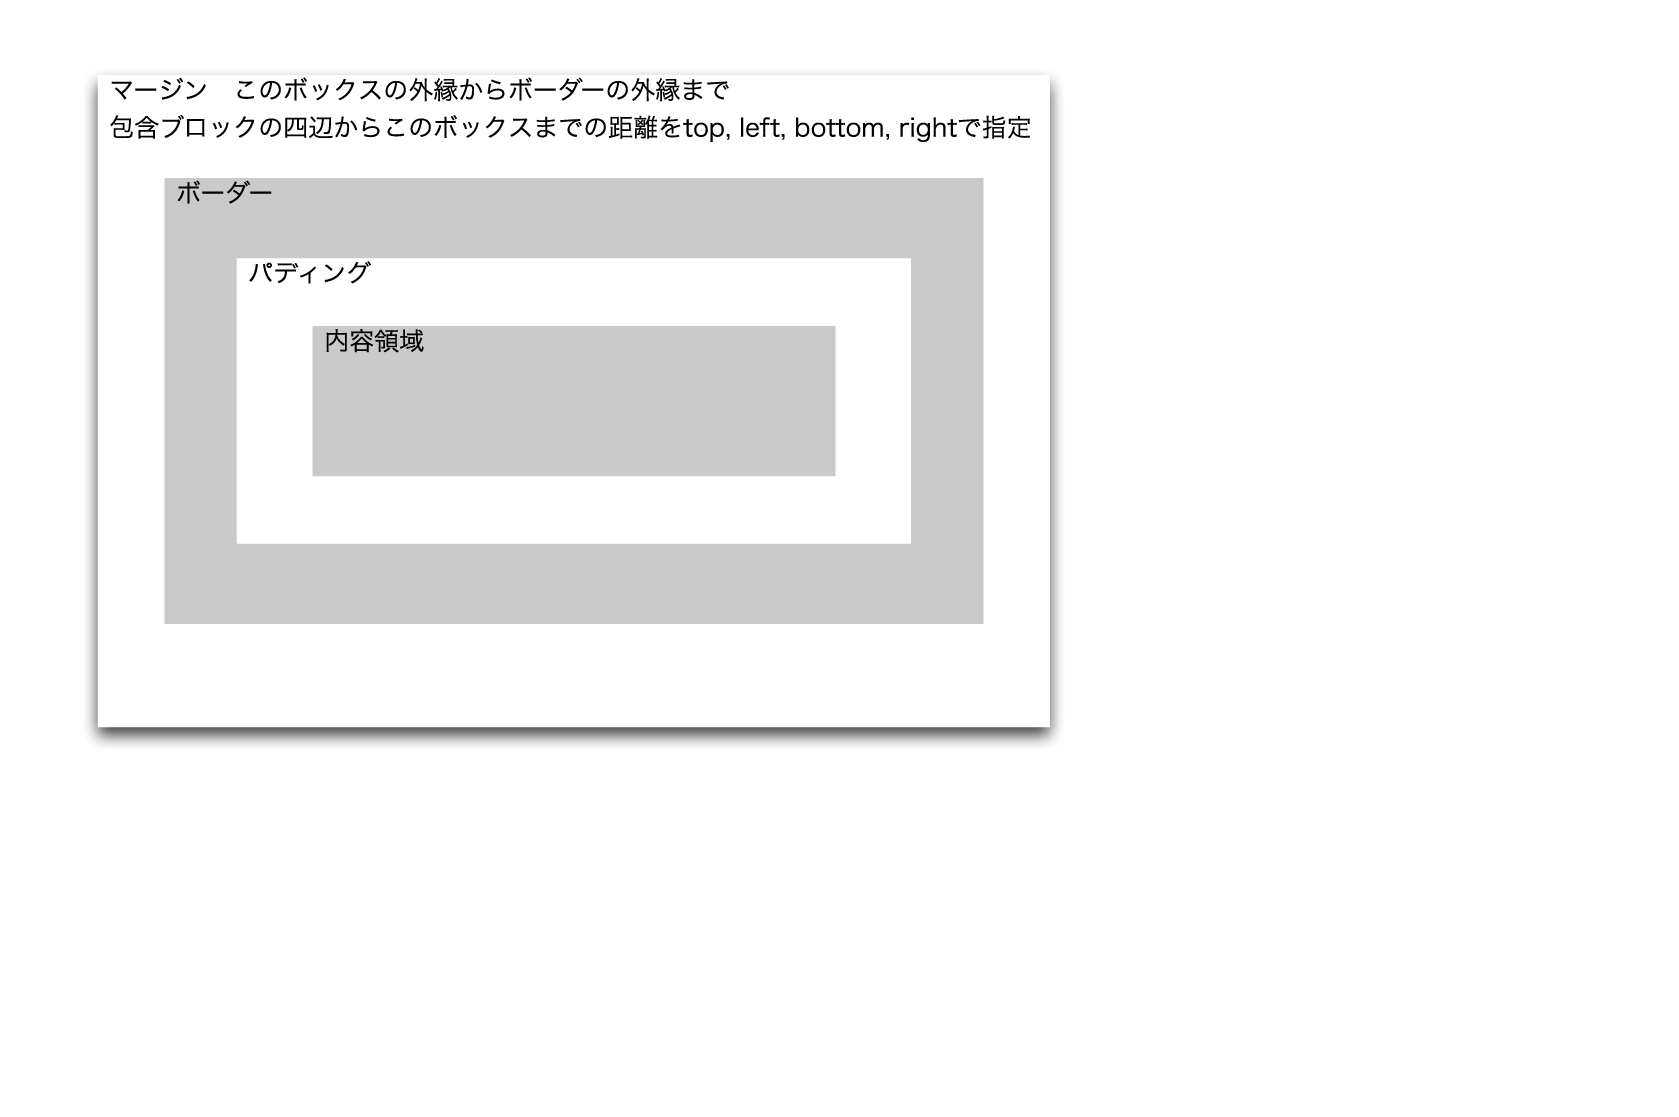 マージン　このボックスの外縁からボーダーの外縁まで
包含ブロックの四辺からこのボックスまでの距離をtop, left, bottom, rightで指定
ボーダー
パディング
内容領域